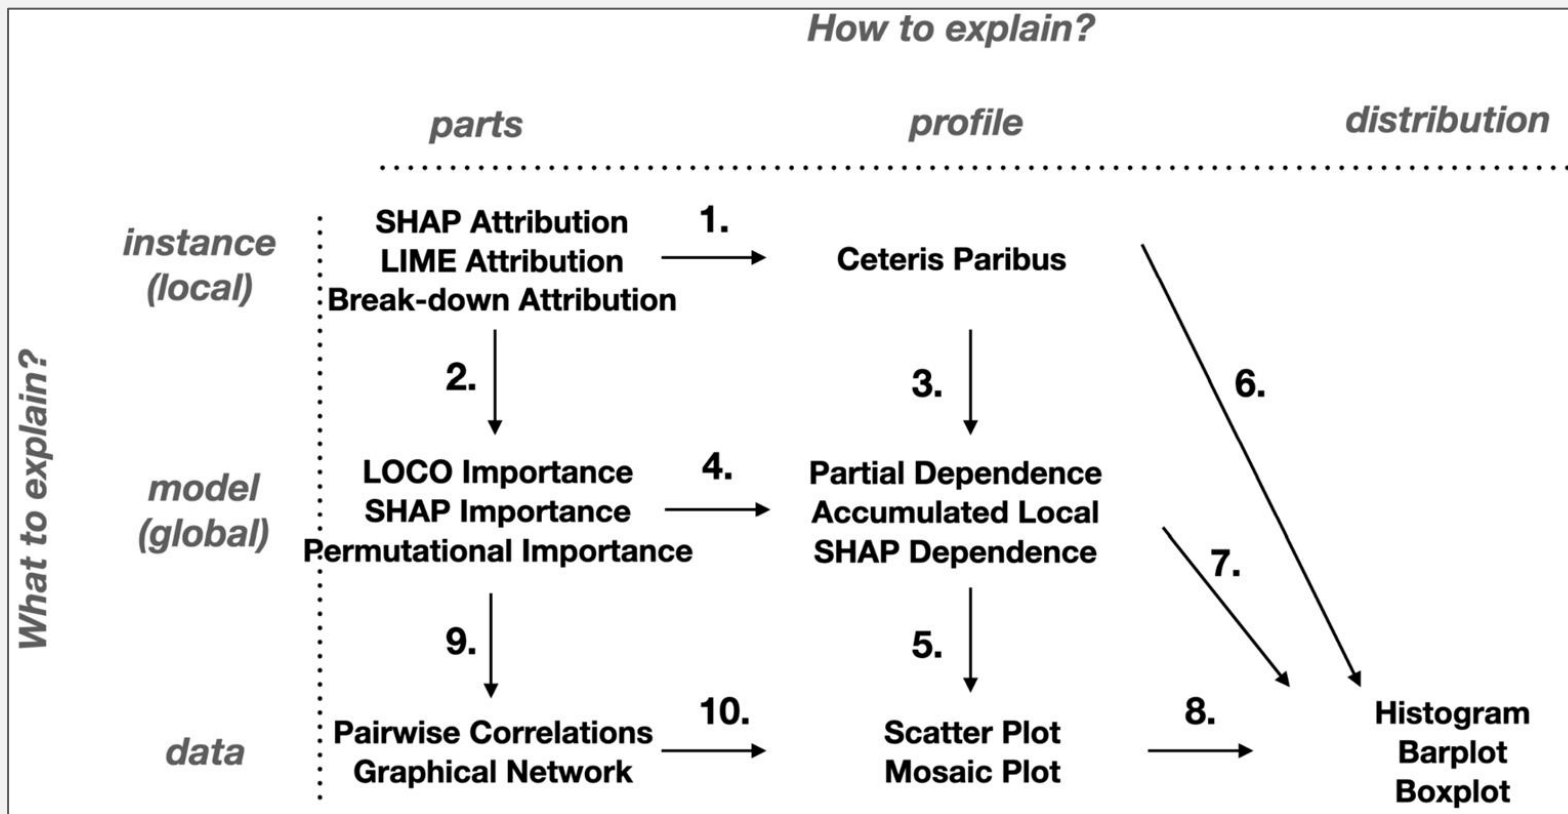 How to explain?
parts
profile
distribution
What to explain?
instance
(local)
SHAP Attribution
LIME Attribution
Break-down Attribution
1.
Ceteris Paribus
2.
3.
6.
model
(global)
LOCO Importance
SHAP Importance
Permutational Importance
4.
Partial Dependence
Accumulated Local
SHAP Dependence
7.
9.
5.
data
Pairwise Correlations
Graphical Network
10.
Scatter Plot
Mosaic Plot
8.
Histogram
Barplot
Boxplot